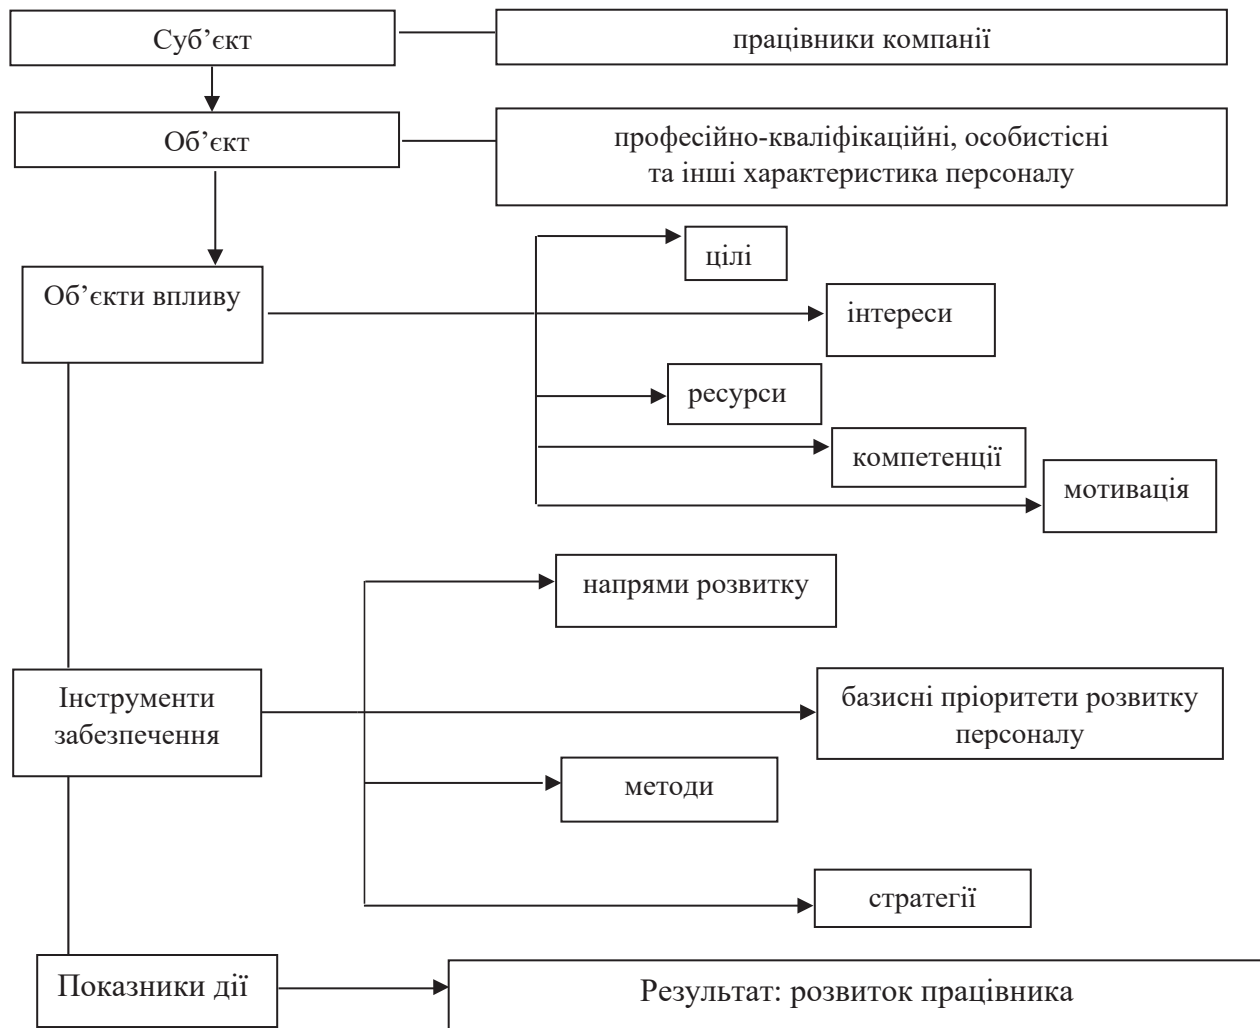 Суб’єкт
працівники компанії
Об’єкт
професійно-кваліфікаційні, особистісні
та інші характеристика персоналу
Об’єкти впливу
цілі
інтереси
ресурси
компетенції
мотивація
напрями розвитку
Інструменти
забезпечення
базисні пріоритети розвитку
персоналу
методи
стратегії
Показники дії
Результат: розвиток працівника